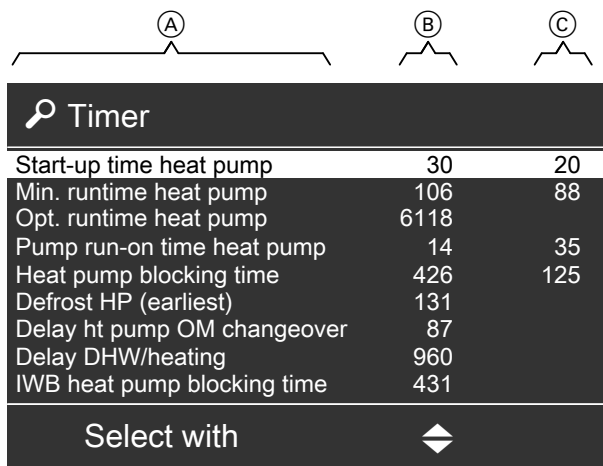 A B C
Timer
Start-up time heat pump 30 20
Min. runtime heat pump 106 88
Opt. runtime heat pump 6118
Pump run-on time heat pump 14 35
Heat pump blocking time 426 125
Defrost HP (earliest) 131
Delay ht pump OM changeover 87
Delay DHW/heating 960
IWB heat pump blocking time 431
Select with